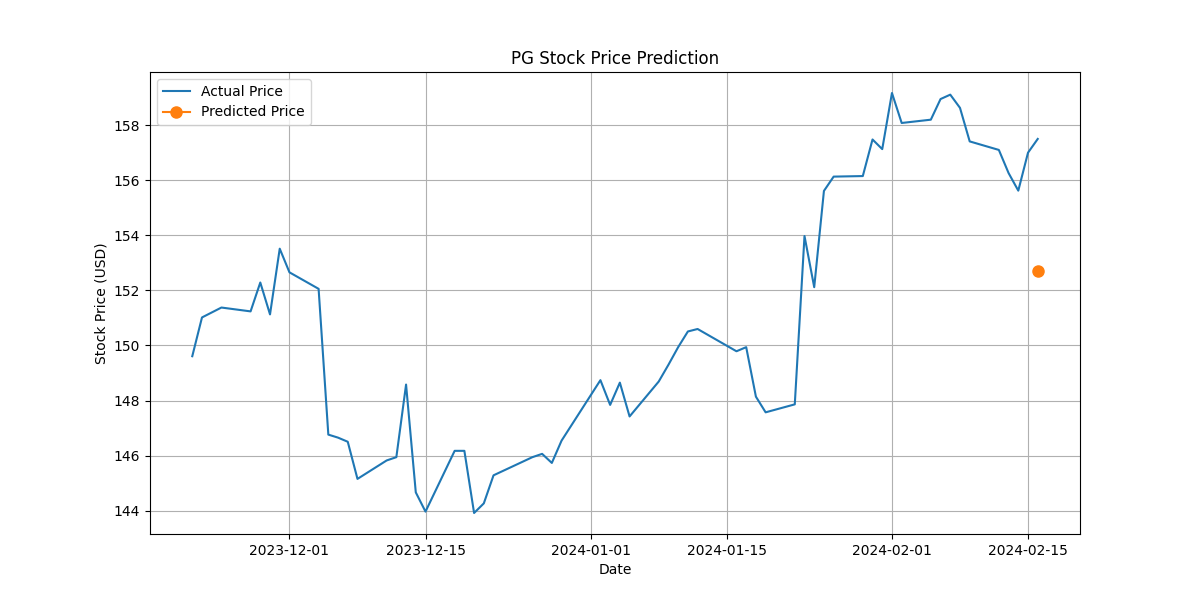 PG Stock Price Prediction
Actual Price
Predicted Price
158
156
154
152
150
148
146
144
Stock Price (USD)
2023-12-01
2023-12-15
2024-01-01
2024-01-15
2024-02-01
2024-02-15
Date